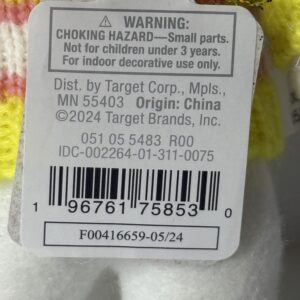 ⚠ WARNING:
CHOKING HAZARD—Small parts.
Not for children under 3 years.
For indoor decorative use only.
Dist. by Target Corp., Mpls.,
MN 55403 Origin: China
©2024 Target Brands, Inc.
051 05 5483 R00
IDC-002264-01-311-0075
1 96761 75853 0
F00416659-05/24